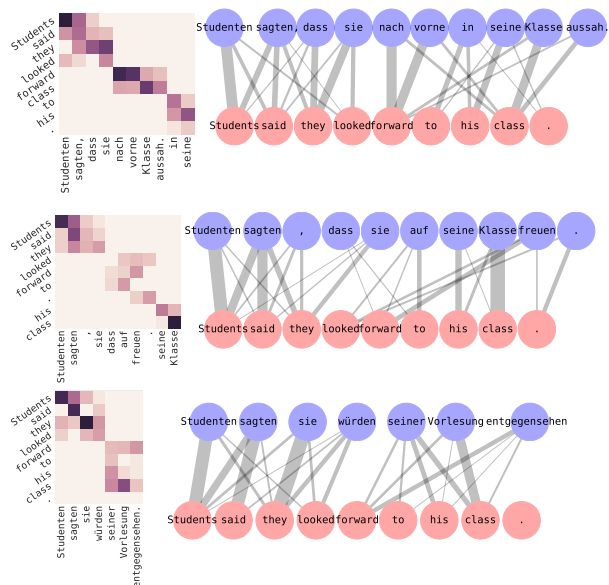 Students
said
they
looked
forward
class
to
his
.
Studenten
sagten,
dass
sie
nach
vorne
Klasse
aussah.
in
seine
Studenten sagten, dass sie nach vorne in seine Klasse aussah.
Students said they looked forward to his class .
Students
said
they
looked
forward
to
.
his
class
Studenten
sagten
,
sie
dass
auf
freuen
.
seine
Klasse
Studenten sagten , dass sie auf seine Klasse freuen .
Students said they looked forward to his class .
Students
said
they
looked
forward
to
his
class
.
Studenten
sagten
sie
würden
seiner
Vorlesung
entgegensehen.
Studenten sagten sie würden seiner Vorlesung entgegensehen
Students said they looked forward to his class .